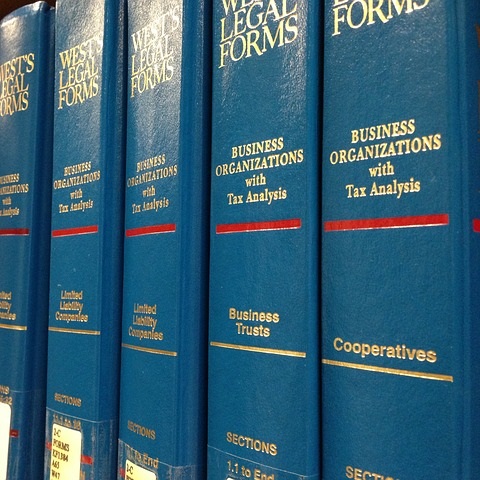 WEST'S
LEGAL
FORMS
BUSINESS
ORGANIZATIONS
with
Tax Analysis
Limited
Liability
Companies
SECTIONS
WEST'S
LEGAL
FORMS
BUSINESS
ORGANIZATIONS
with
Tax Analysis
Limited
Liability
Companies
SECTIONS
to End
LEGAL
FORMS
BUSINESS
ORGANIZATIONS
with
Tax Analysis
Business
Trusts
SECTIONS
1.1 to End
FORMS
BUSINESS
ORGANIZATIONS
with
Tax Analysis
Cooperatives